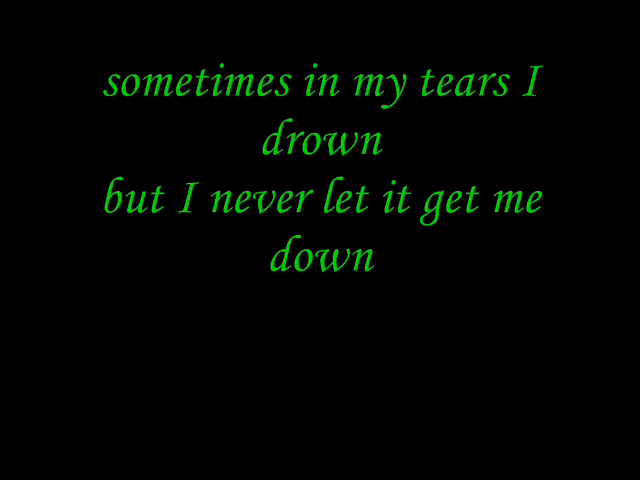 sometimes in my tears I
drown
but I never let it get me
down